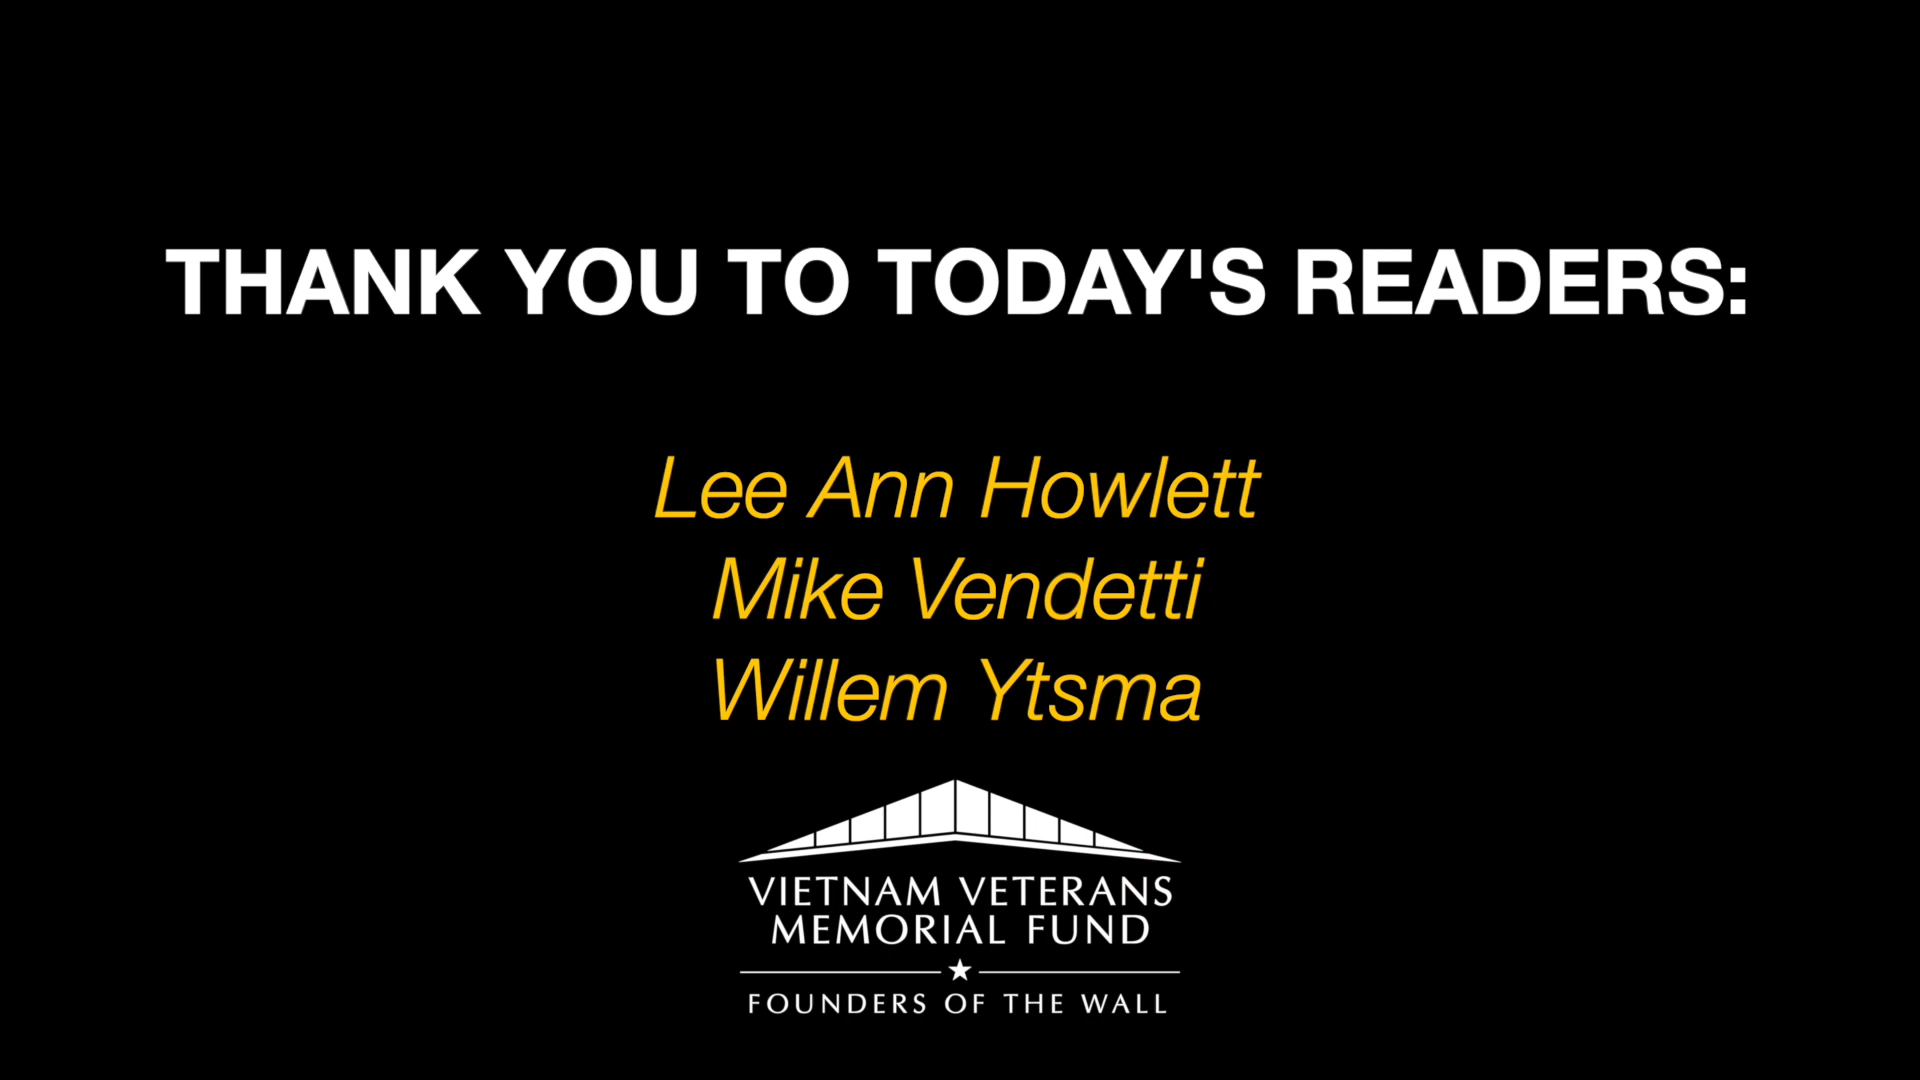 THANK YOU TO TODAY'S READERS:
Lee Ann Howlett
Mike Vendetti
Willem Ytsma
VIETNAM VETERANS
MEMORIAL FUND
FOUNDERS OF THE WALL